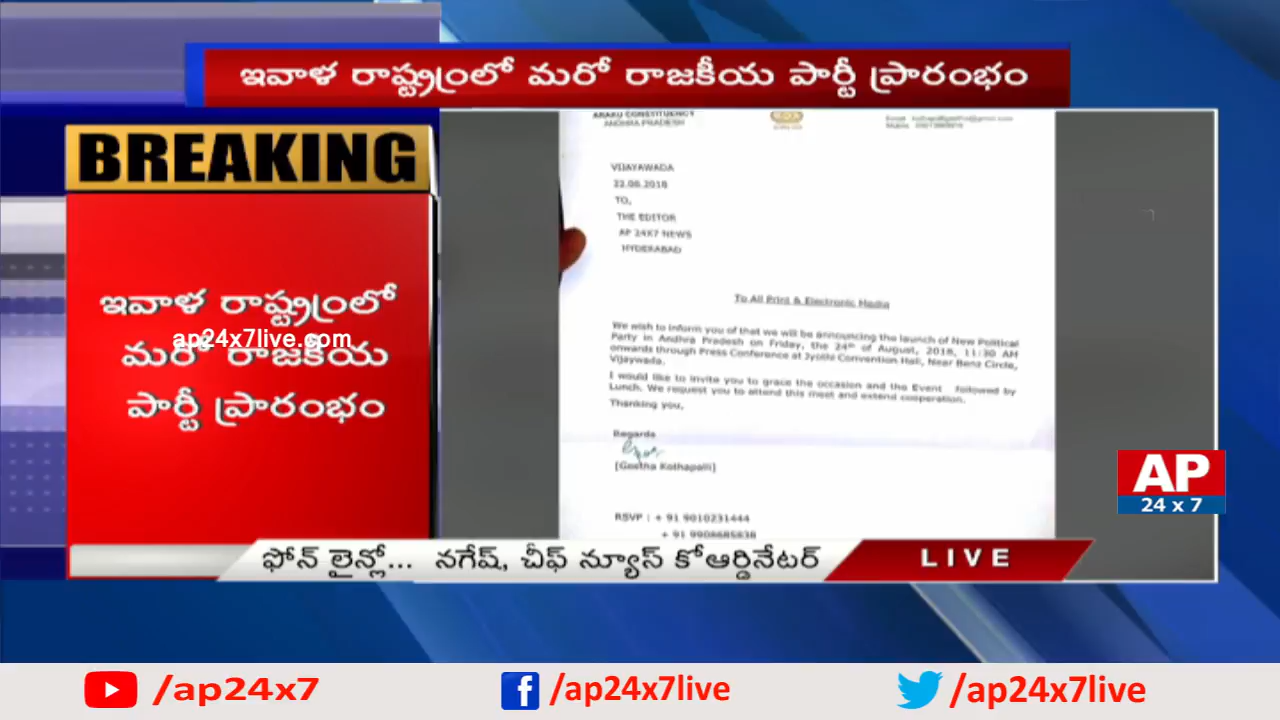 ఇవాళ రాష్ట్రంలో మరో రాజకీయ పార్టీ ప్రారంభం
BREAKING
ఇవాళ రాష్ట్రంలో
మరో రాజకీయ
పార్టీ ప్రారంభం
ap24x7live.com
ARAKU CONSTITUENCY
ANDHRA PRADESH
VIJAYAWADA
22.08.2018
TO,
THE EDITOR
AP 24X7 NEWS
HYDERABAD
To All Print & Electronic Media
We wish to inform you of that we will be announcing the launch of New Political
Party in Andhra Pradesh on Friday, the 24th of August, 2018, 11:30 AM
onwards through Press Conference at Jyothi Convention Hall, Near Benz Circle,
Vijaywada.
I would like to invite you to grace the occasion and the Event followed by
Lunch. We request you to attend this meet and extend cooperation.
Thanking you,
Regards
(Geetha Kothapalli)
RSVP : + 91 9010231444
+ 91 9908685838
AP
24 x 7
ఫోన్ లైన్లో... నగేష్, చీఫ్ న్యూస్ కోఆర్డినేటర్
LIVE
/ap24x7
/ap24x7live
/ap24x7live